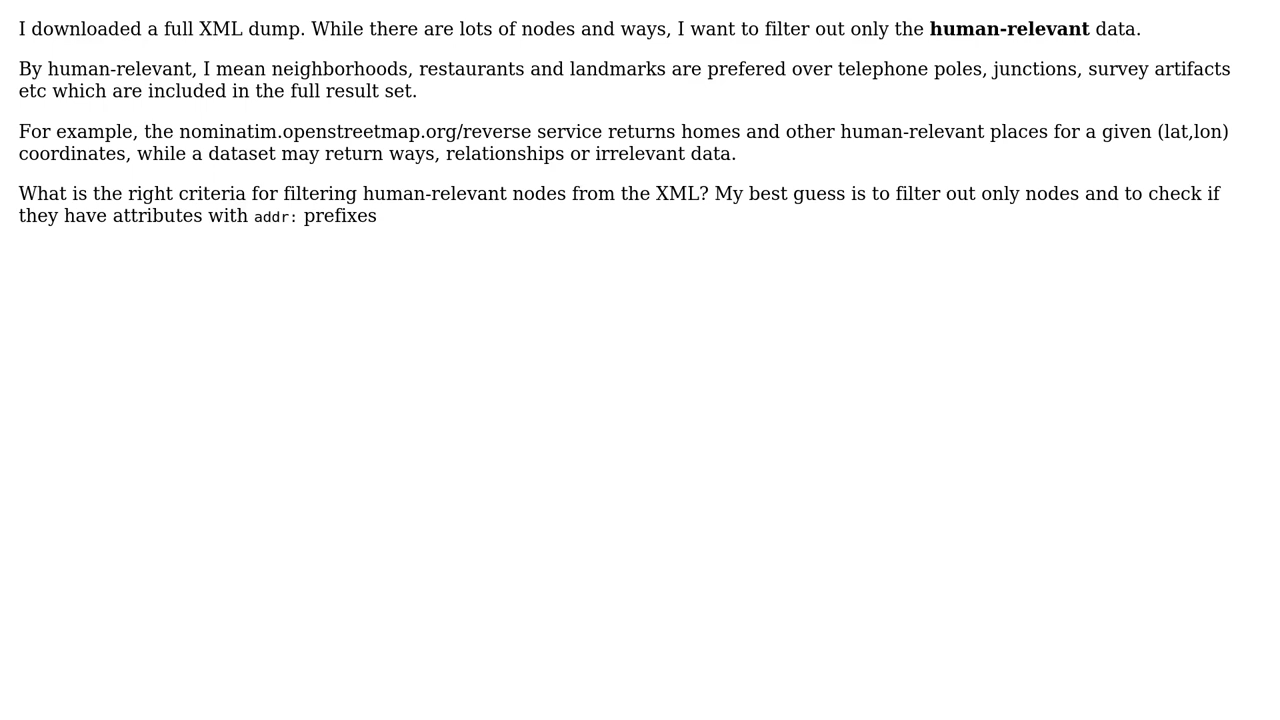 I downloaded a full XML dump. While there are lots of nodes and ways, I want to filter out only the human-relevant data.
By human-relevant, I mean neighborhoods, restaurants and landmarks are prefered over telephone poles, junctions, survey artifacts
etc which are included in the full result set.
For example, the nominatim.openstreetmap.org/reverse service returns homes and other human-relevant places for a given (lat,lon)
coordinates, while a dataset may return ways, relationships or irrelevant data.
What is the right criteria for filtering human-relevant nodes from the XML? My best guess is to filter out only nodes and to check if
they have attributes with addr: prefixes